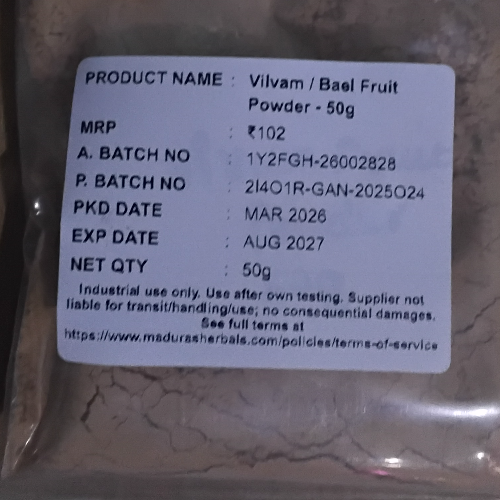 PRODUCT NAME : Vilvam / Bael Fruit
Powder - 50g
MRP : ₹102
A. BATCH NO : 1Y2FGH-26002828
P. BATCH NO : 2I4O1R-GAN-2025O24
PKD DATE : MAR 2026
EXP DATE : AUG 2027
NET QTY : 50g
Industrial use only. Use after own testing. Supplier not
liable for transit/handling/use; no consequential damages.
See full terms at
https://www.madurasherbals.com/policies/terms-of-service